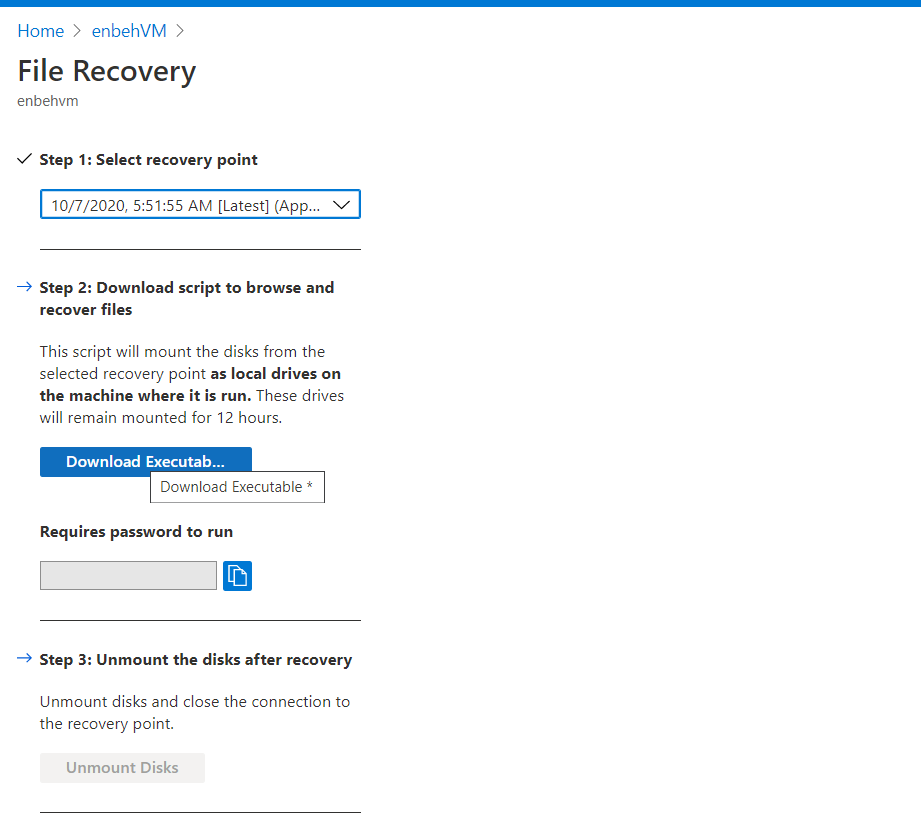 Home > enbehVM >
File Recovery
enbehvm
Step 1: Select recovery point
10/7/2020, 5:51:55 AM [Latest] (App...
Step 2: Download script to browse and
recover files
This script will mount the disks from the
selected recovery point as local drives on
the machine where it is run. These drives
will remain mounted for 12 hours.
Download Executab...
Download Executable *
Requires password to run
Step 3: Unmount the disks after recovery
Unmount disks and close the connection to
the recovery point.
Unmount Disks